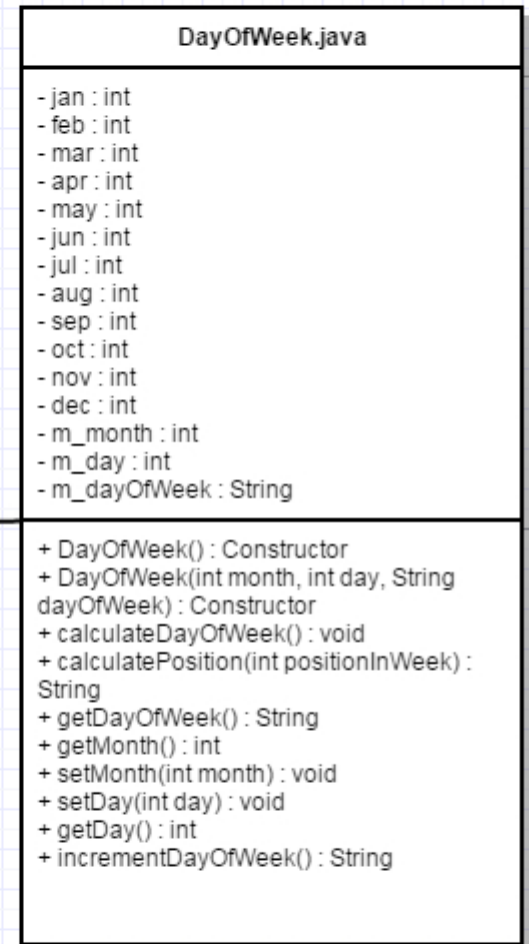 DayOfWeek.java
- jan : int
- feb : int
- mar : int
- apr : int
- may : int
- jun : int
- jul : int
- aug : int
- sep : int
- oct : int
- nov : int
- dec : int
- m_month : int
- m_day : int
- m_dayOfWeek : String
+ DayOfWeek() : Constructor
+ DayOfWeek(int month, int day, String
dayOfWeek) : Constructor
+ calculateDayOfWeek() : void
+ calculatePosition(int positionInWeek) :
String
+ getDayOfWeek() : String
+ getMonth() : int
+ setMonth(int month) : void
+ setDay(int day) : void
+ getDay() : int
+ incrementDayOfWeek() : String